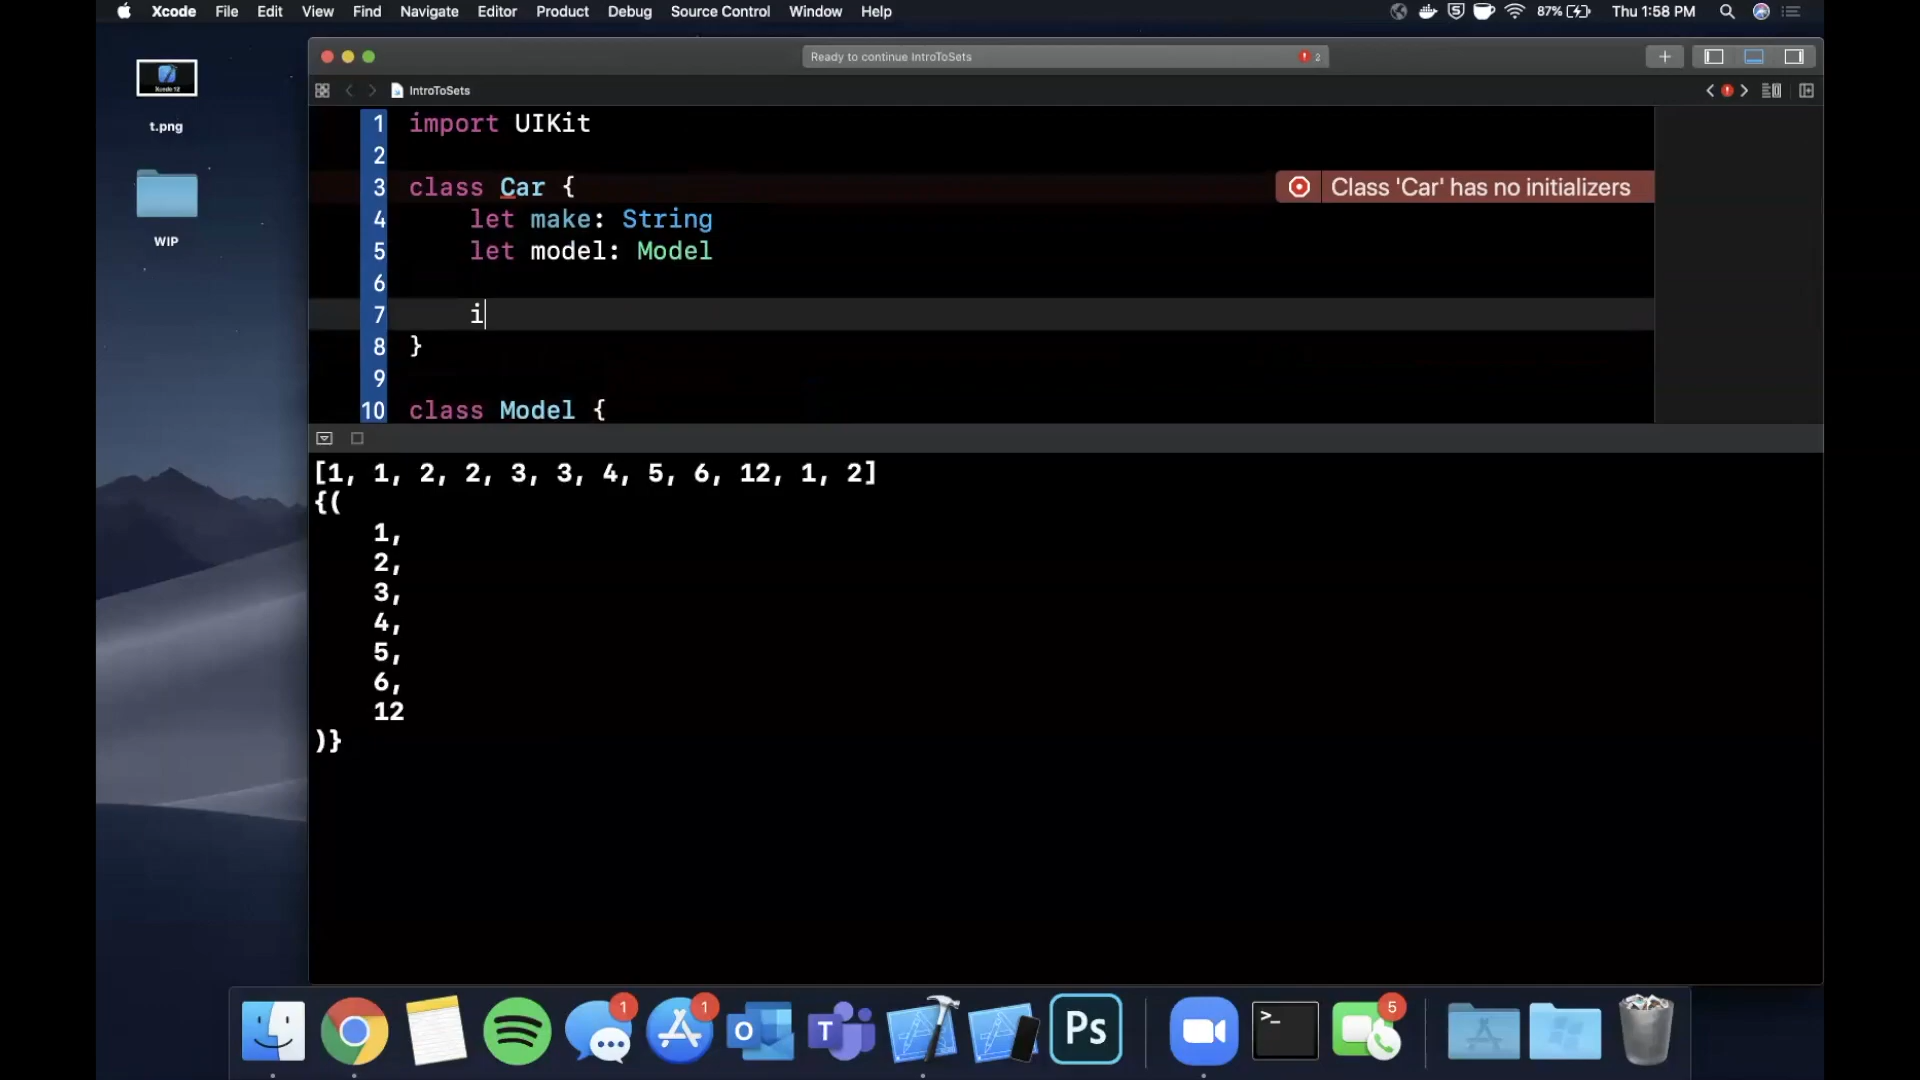 Xcode File Edit View Find Navigate Editor Product Debug Source Control Window Help 87% Thu 1:58 PM
Ready to continue IntroToSets 2
IntroToSets
t.png
WIP
1 import UIKit
2
3 class Car { Class 'Car' has no initializers
4 let make: String
5 let model: Model
6
7 i
8 }
9
10 class Model {
[1, 1, 2, 2, 3, 3, 4, 5, 6, 12, 1, 2]
{(
1,
2,
3,
4,
5,
6,
12
)}
1 1 5
Ps